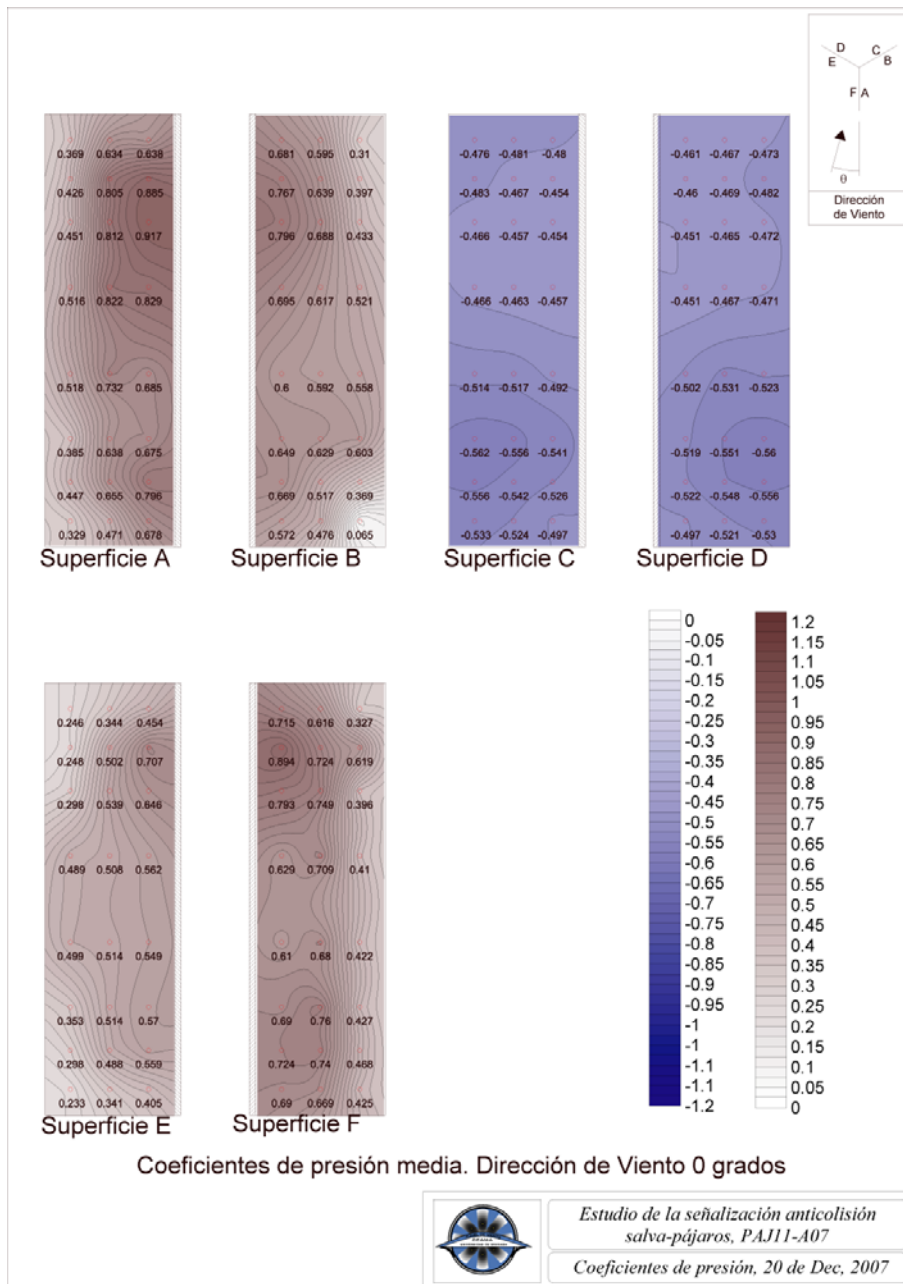 D
C
E
B
F A
θ
Dirección
de Viento
0.369 0.634 0.638
0.426 0.805 0.885
0.451 0.812 0.917
0.516 0.822 0.829
0.518 0.732 0.685
0.385 0.638 0.675
0.447 0.655 0.796
0.329 0.471 0.678
Superficie A
0.681 0.595 0.31
0.767 0.639 0.397
0.796 0.688 0.433
0.695 0.617 0.521
0.6 0.592 0.558
0.649 0.629 0.603
0.669 0.517 0.369
0.572 0.476 0.065
Superficie B
-0.476 -0.481 -0.48
-0.483 -0.467 -0.454
-0.466 -0.457 -0.454
-0.466 -0.463 -0.457
-0.514 -0.517 -0.492
-0.562 -0.556 -0.541
-0.556 -0.542 -0.526
-0.533 -0.524 -0.497
Superficie C
-0.461 -0.467 -0.473
-0.46 -0.469 -0.482
-0.451 -0.465 -0.472
-0.451 -0.467 -0.471
-0.502 -0.531 -0.523
-0.519 -0.551 -0.56
-0.522 -0.548 -0.556
-0.497 -0.521 -0.53
Superficie D
0.246 0.344 0.454
0.248 0.502 0.707
0.298 0.539 0.646
0.489 0.508 0.562
0.499 0.514 0.549
0.353 0.514 0.57
0.298 0.488 0.559
0.233 0.341 0.405
Superficie E
0.715 0.616 0.327
0.894 0.724 0.619
0.793 0.749 0.396
0.629 0.709 0.41
0.61 0.68 0.422
0.69 0.76 0.427
0.724 0.74 0.468
0.69 0.669 0.425
Superficie F
0
-0.05
-0.1
-0.15
-0.2
-0.25
-0.3
-0.35
-0.4
-0.45
-0.5
-0.55
-0.6
-0.65
-0.7
-0.75
-0.8
-0.85
-0.9
-0.95
-1
-1
-1.1
-1.1
-1.2
1.2
1.15
1.1
1.05
1
0.95
0.9
0.85
0.8
0.75
0.7
0.65
0.6
0.55
0.5
0.45
0.4
0.35
0.3
0.25
0.2
0.15
0.1
0.05
0
Coeficientes de presión media. Dirección de Viento 0 grados
Estudio de la señalización anticolisión
salva-pájaros, PAJ11-A07
Coeficientes de presión, 20 de Dec, 2007